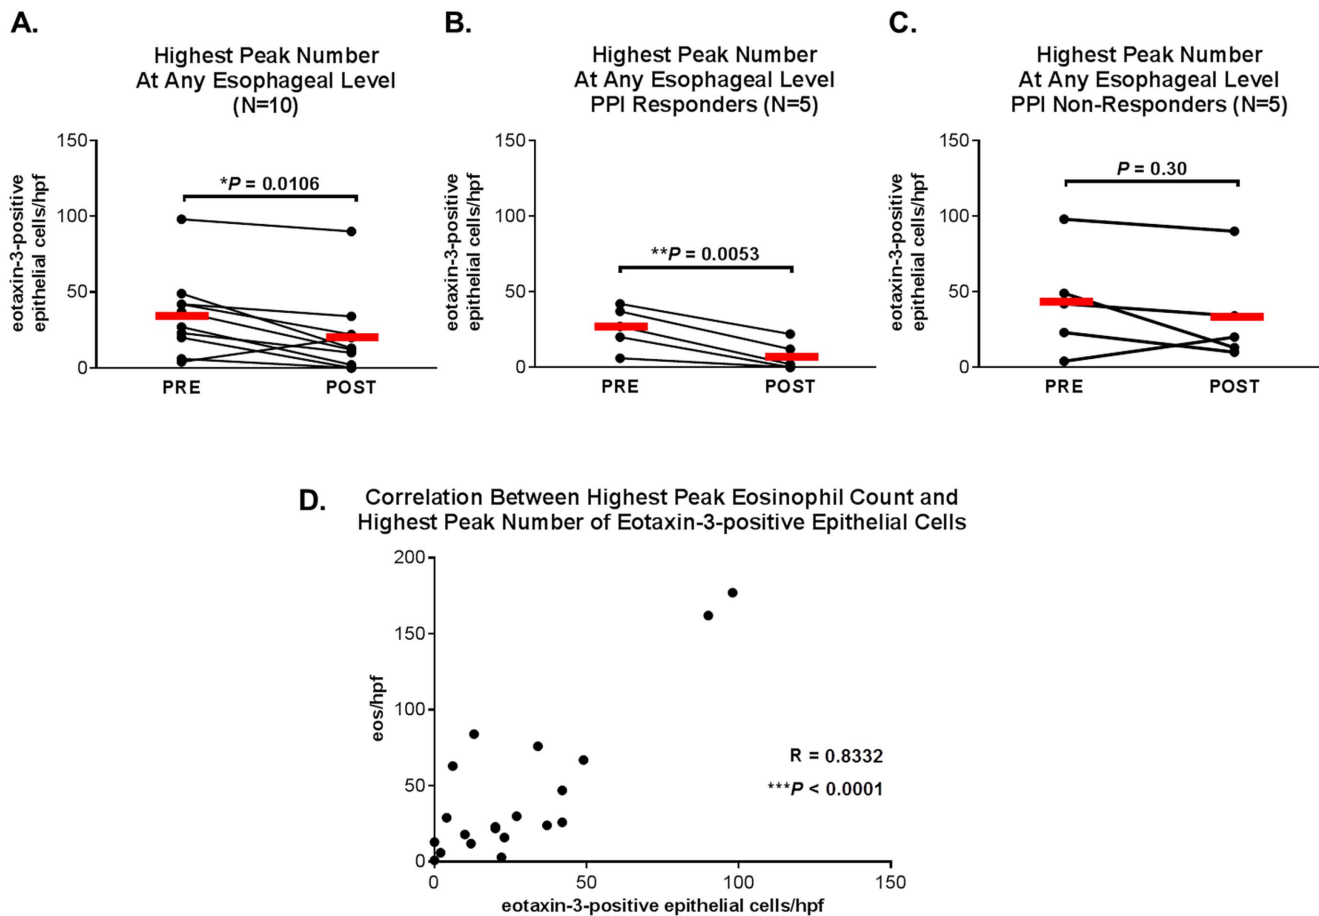 A.
Highest Peak Number
At Any Esophageal Level
(N=10)
eotaxin-3-positive
epithelial cells/hpf
150
100
50
0
*P = 0.0106
PRE
POST
B.
Highest Peak Number
At Any Esophageal Level
PPI Responders (N=5)
eotaxin-3-positive
epithelial cells/hpf
150
100
50
0
**P = 0.0053
PRE
POST
C.
Highest Peak Number
At Any Esophageal Level
PPI Non-Responders (N=5)
eotaxin-3-positive
epithelial cells/hpf
150
100
50
0
P = 0.30
PRE
POST
D.
Correlation Between Highest Peak Eosinophil Count and
Highest Peak Number of Eotaxin-3-positive Epithelial Cells
eos/hpf
200
150
100
50
0
R = 0.8332
***P < 0.0001
0
50
100
150
eotaxin-3-positive epithelial cells/hpf